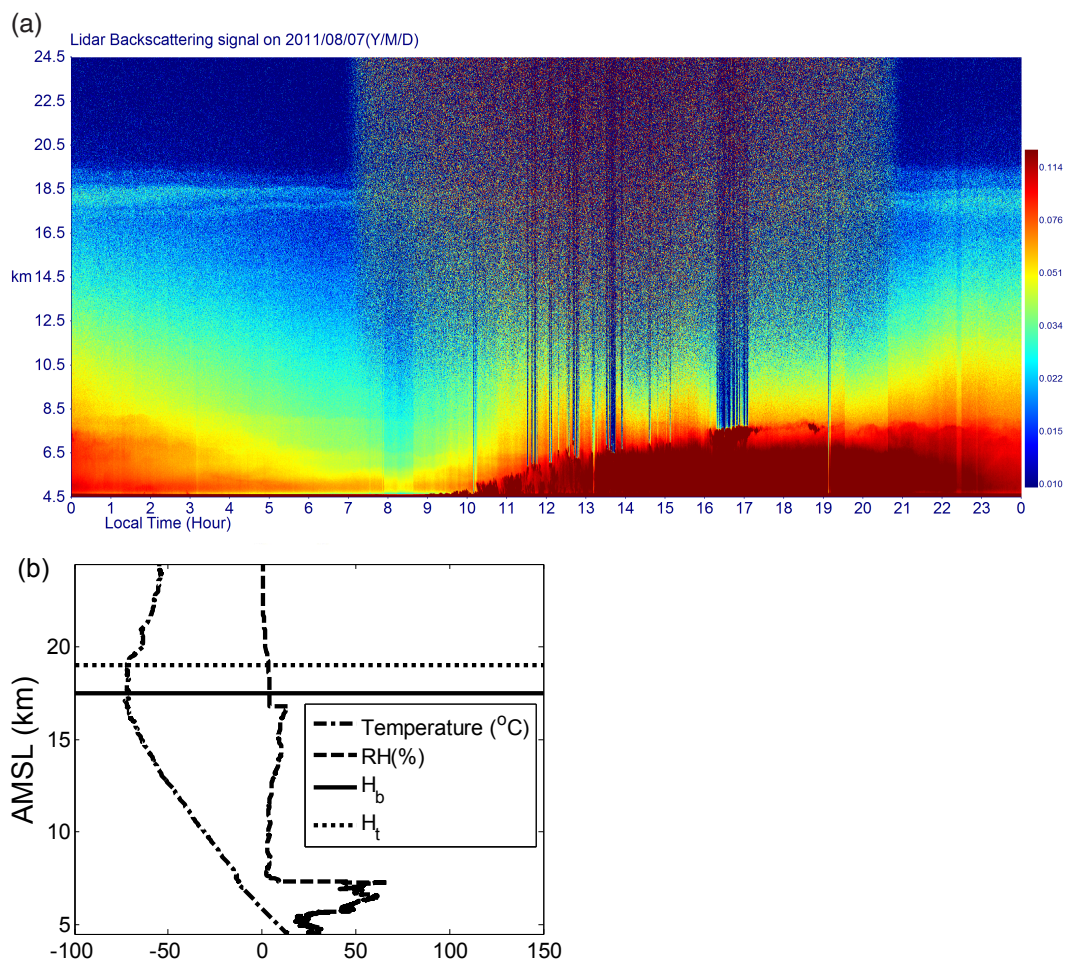 (a)
Lidar Backscattering signal on 2011/08/07(Y/M/D)
24.5
22.5
20.5
18.5
16.5
km 14.5
12.5
10.5
8.5
6.5
4.5
0.114
0.076
0.051
0.034
0.022
0.015
0.010
0 1 2 3 4 5 6 7 8 9 10 11 12 13 14 15 16 17 18 19 20 21 22 23 0
Local Time (Hour)
(b)
AMSL (km)
20
15
10
5
Temperature (°C)
RH(%)
H_b
H_t
-100 -50 0 50 100 150